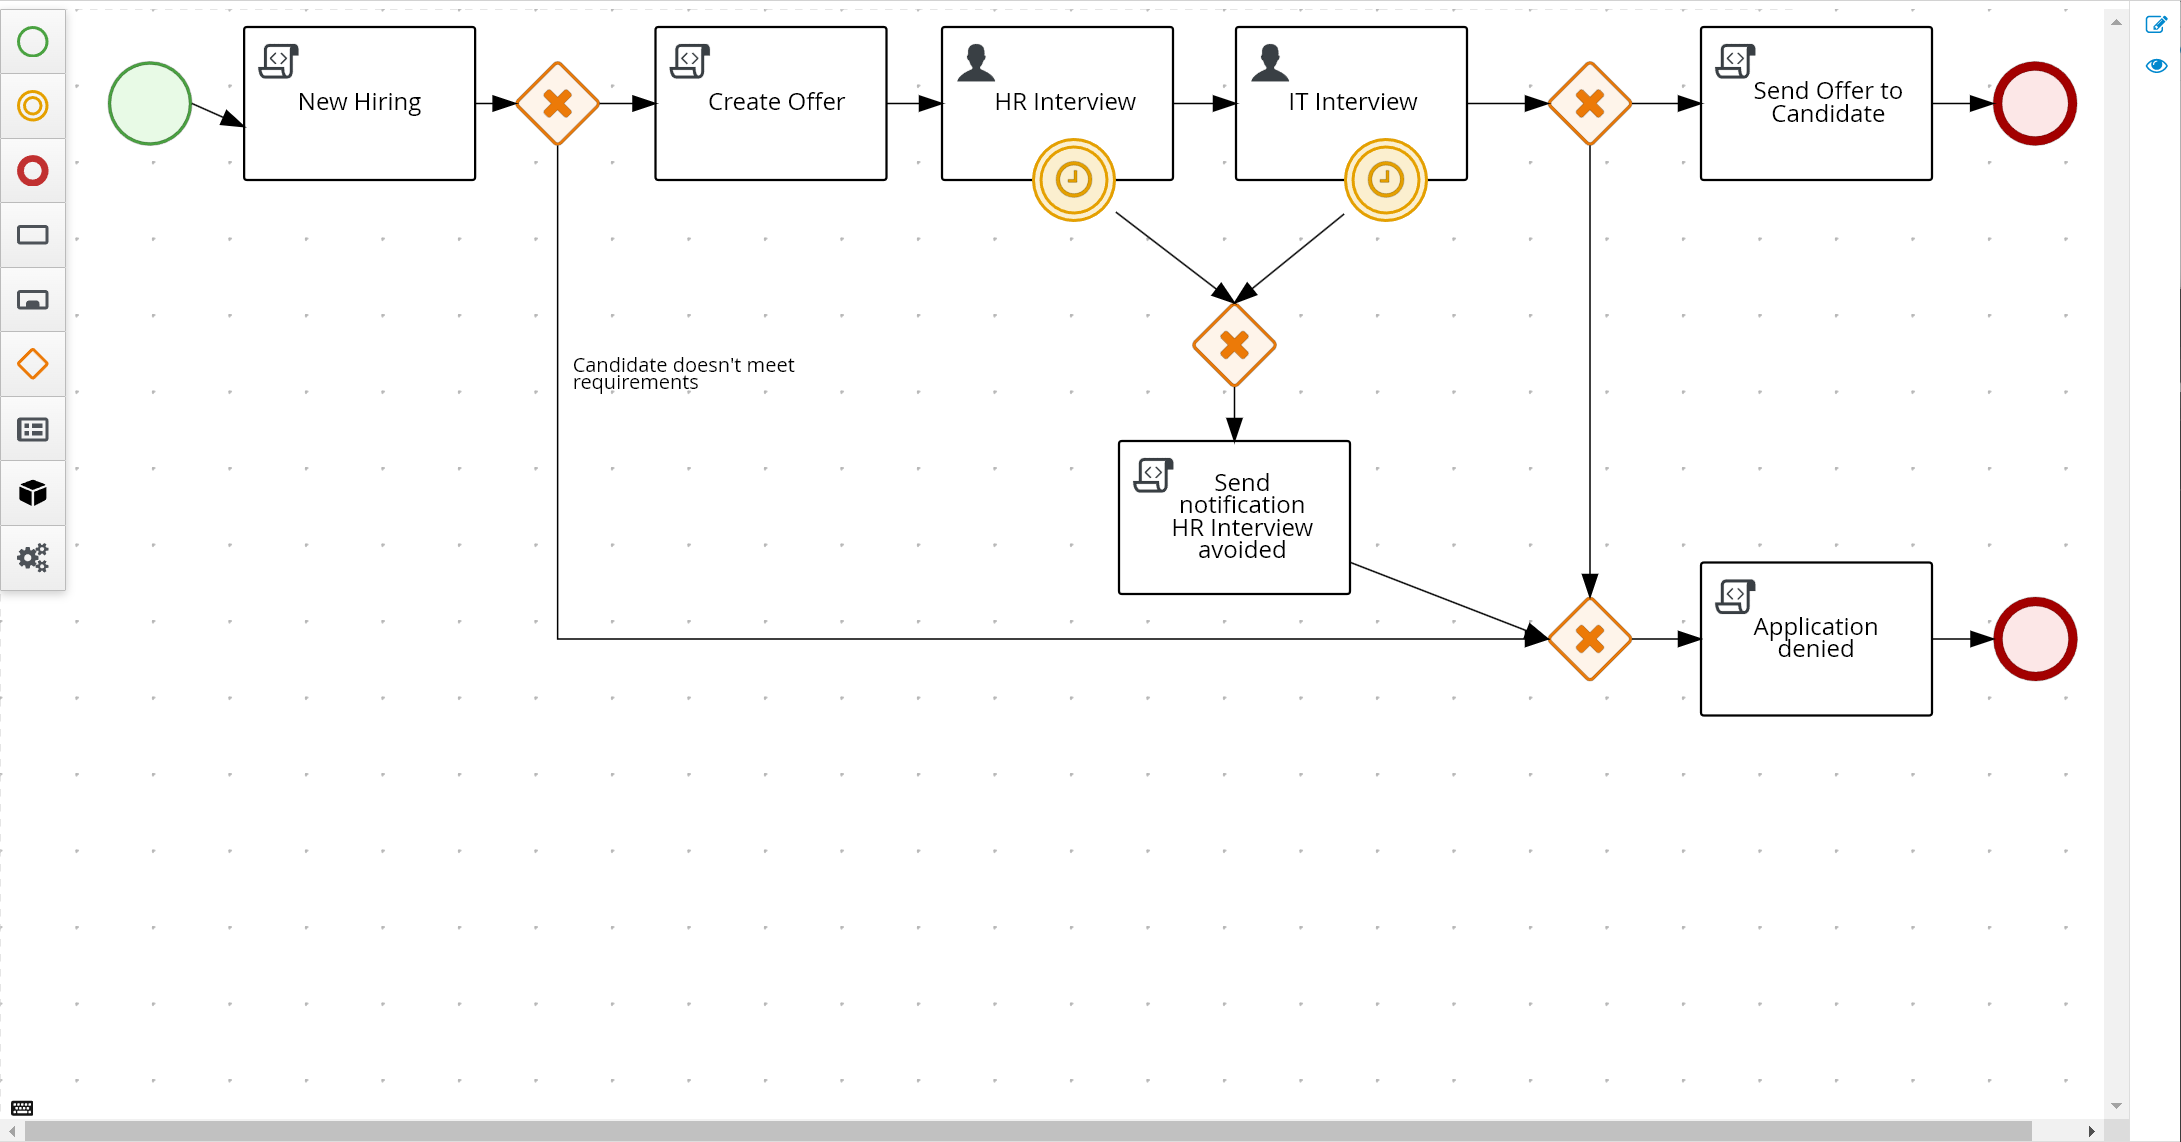 New Hiring
Create Offer
HR Interview
IT Interview
Send Offer to
Candidate
Candidate doesn't meet
requirements
Send
notification
HR Interview
avoided
Application
denied